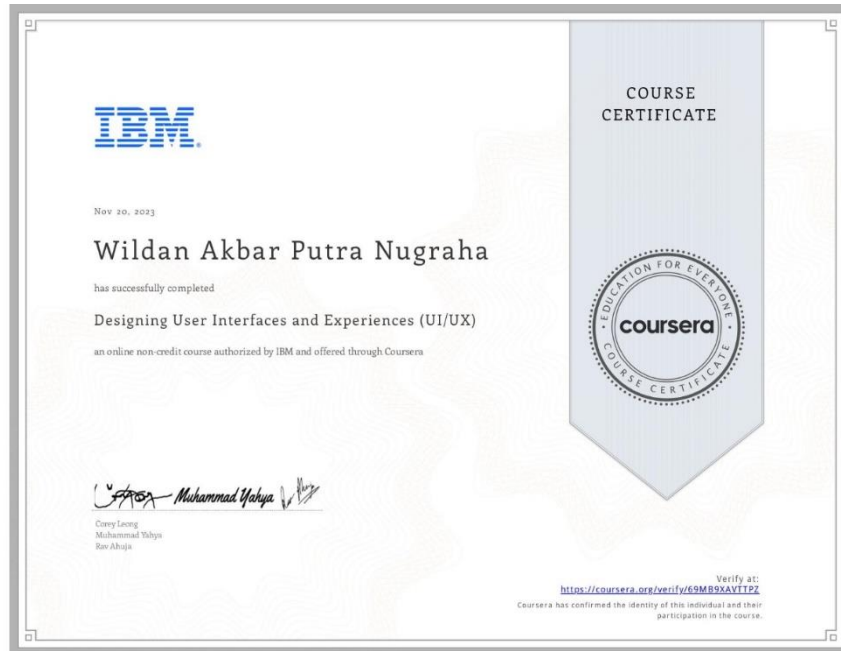 IBM
Nov 20, 2023
Wildan Akbar Putra Nugraha
has successfully completed
Designing User Interfaces and Experiences (UI/UX)
an online non-credit course authorized by IBM and offered through Coursera
Muhammad Yahya
Corey Leong
Muhammad Yahya
Rav Ahuja
COURSE
CERTIFICATE
EDUCATION FOR EVERYONE
coursera
COURSE CERTIFICATE
Verify at:
https://coursera.org/verify/69MB9XAVTTPZ
Coursera has confirmed the identity of this individual and their
participation in the course.